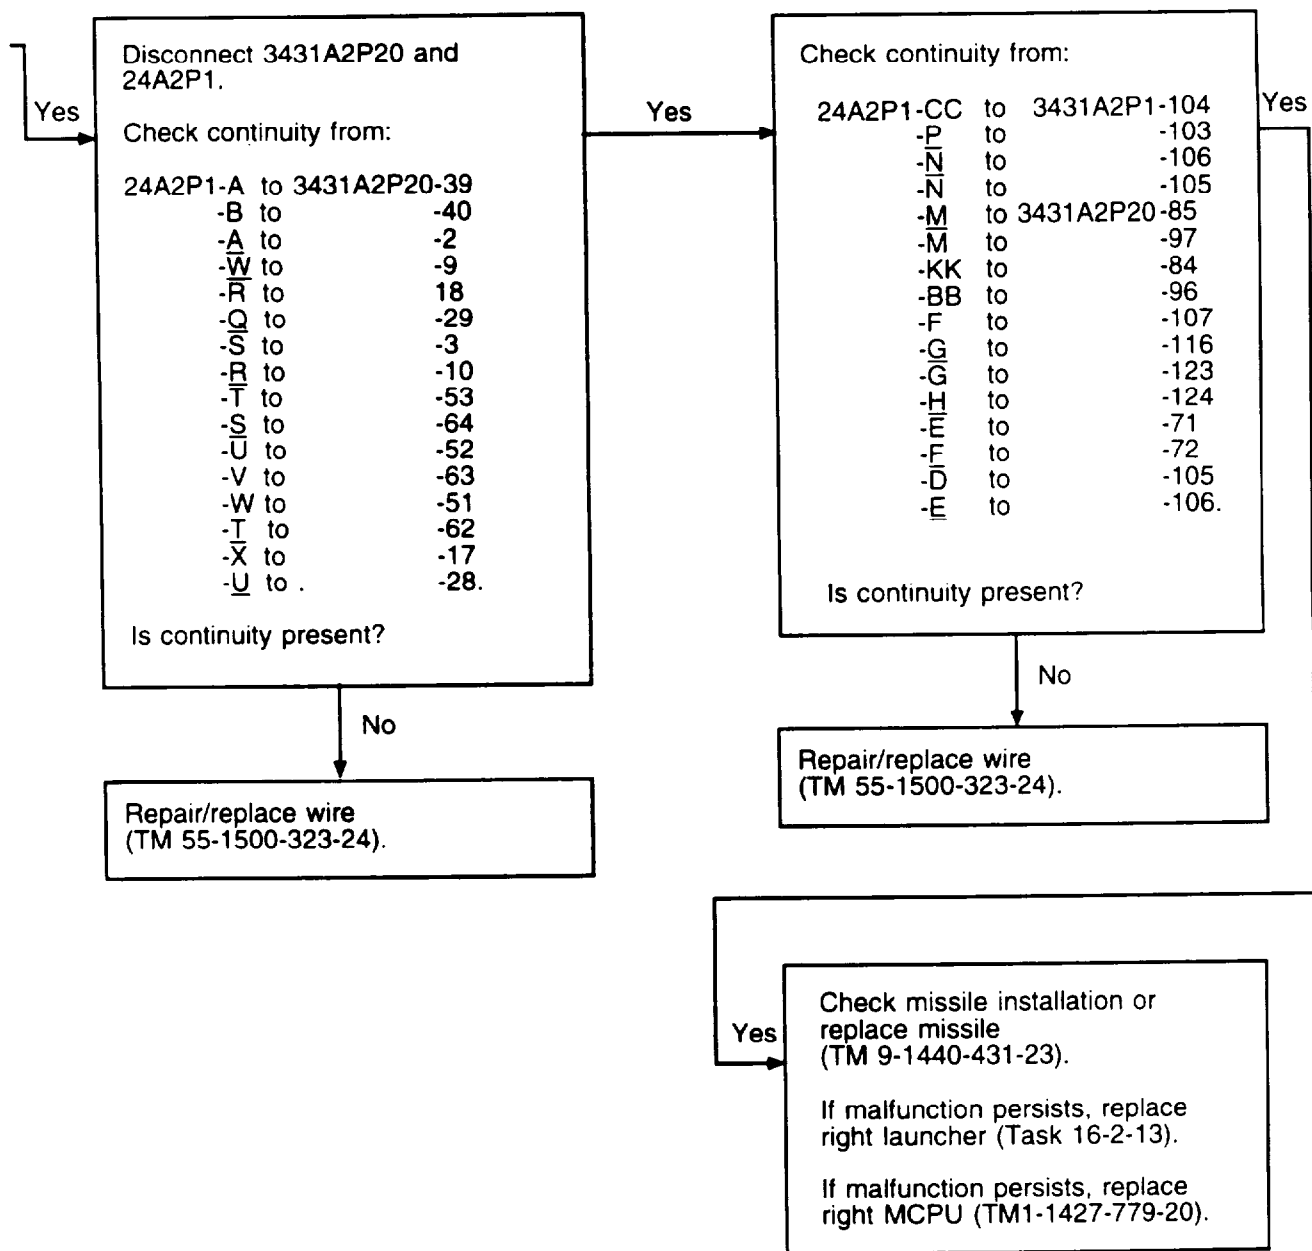 Yes
Disconnect 3431A2P20 and
24A2P1.
Check continuity from:
24A2P1-A to 3431A2P20-39
-B to -40
-A to -2
-W to -9
-R to 18
-Q to -29
-S to -3
-R to -10
-T to -53
-S to -64
-U to -52
-V to -63
-W to -51
-T to -62
-X to -17
-U to . -28.
Is continuity present?
No
Repair/replace wire
(TM 55-1500-323-24).
Yes
Check continuity from:
24A2P1-CC to 3431A2P1-104
-P to -103
-N to -106
-N to -105
-M to 3431A2P20-85
-M to -97
-KK to -84
-BB to -96
-F to -107
-G to -116
-G to -123
-H to -124
-E to -71
-F to -72
-D to -105
-E to -106.
Is continuity present?
No
Repair/replace wire
(TM 55-1500-323-24).
Yes
Yes
Check missile installation or
replace missile
(TM 9-1440-431-23).
If malfunction persists, replace
right launcher (Task 16-2-13).
If malfunction persists, replace
right MCPU (TM1-1427-779-20).